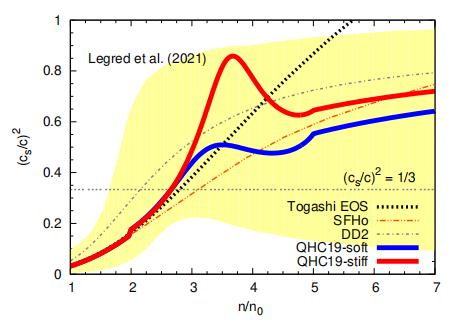 1
0.8
0.6
0.4
0.2
0
Legred et al. (2021)
(c_s/c)^2 = 1/3
Togashi EOS
SFHo
DD2
QHC19-soft
QHC19-stiff
1 2 3 4 5 6 7
n/n_0
(c_s/c)^2